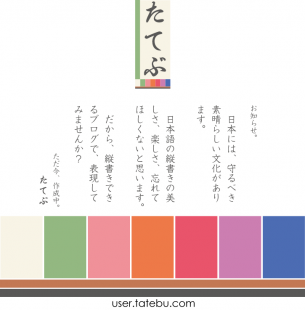 たてぶ
お知らせ。
日本には、守るべき
素晴らしい文化があり
ます。
日本語の縦書きの美
しさ、楽しさ、忘れて
ほしくないと思います。
だから、縦書きでき
るブログで、表現して
みませんか？
ただ今、作成中。
たてぶ
user.tatebu.com